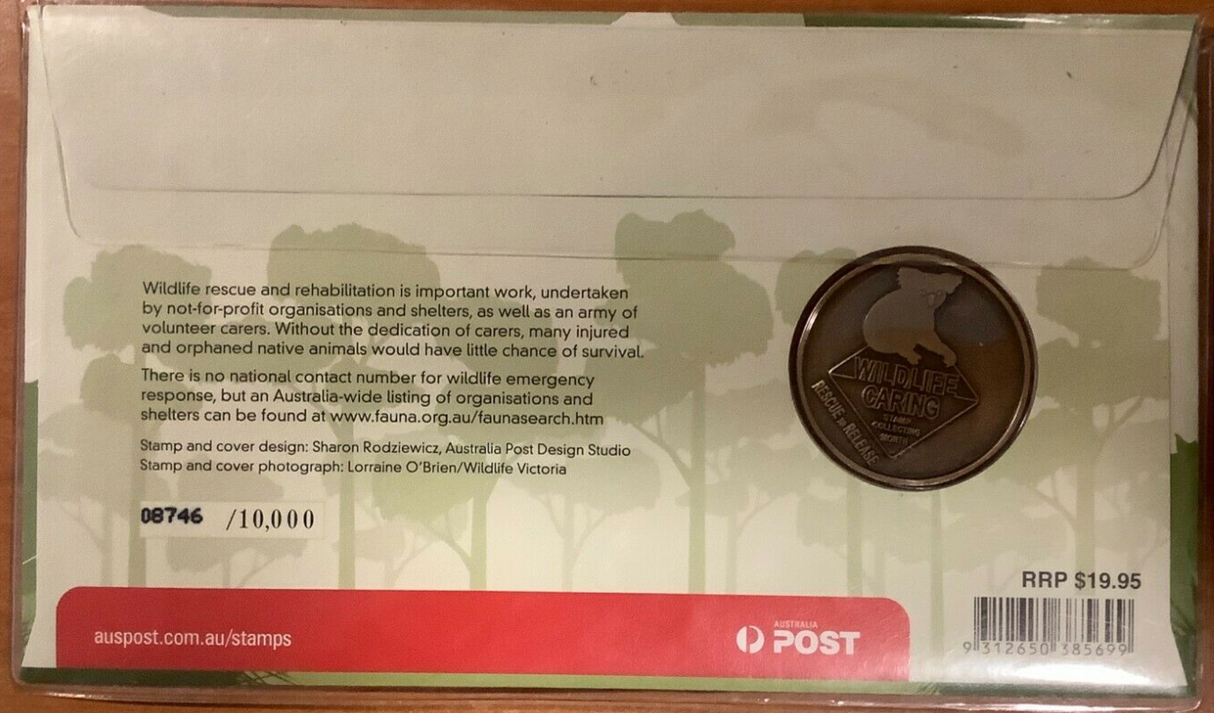 Wildlife rescue and rehabilitation is important work, undertaken
by not-for-profit organisations and shelters, as well as an army of
volunteer carers. Without the dedication of carers, many injured
and orphaned native animals would have little chance of survival.
There is no national contact number for wildlife emergency
response, but an Australia-wide listing of organisations and
shelters can be found at www.fauna.org.au/faunasearch.htm
Stamp and cover design: Sharon Rodziewicz, Australia Post Design Studio
Stamp and cover photograph: Lorraine O'Brien/Wildlife Victoria
08746 /10,000
WILDLIFE
CARING
STAMP
COLLECTING
MONTH
RESCUE to RELEASE
RRP $19.95
9 312650 385699
auspost.com.au/stamps
AUSTRALIA
POST